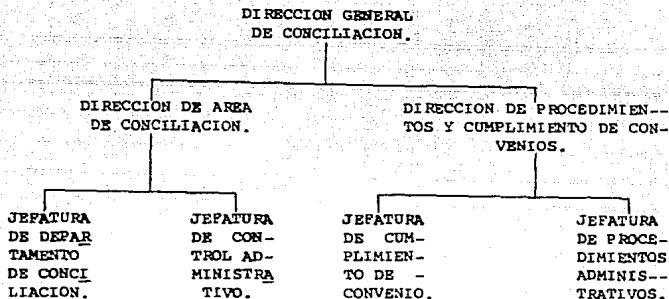 DIRECCION GENERAL
DE CONCILIACION.
DIRECCION DE AREA
DE CONCILIACION.
DIRECCION DE PROCEDIMIEN--
TOS Y CUMPLIMIENTO DE CON-
VENIOS.
JEFATURA
DE DEPAR
TAMENTO
DE CONCI
LIACION.
JEFATURA
DE CON-
TROL AD-
MINISTRA
TIVO.
JEFATURA
DE CUM-
PLIMIEN-
TO DE -
CONVENIO.
JEFATURA
DE PROCE-
DIMIENTOS
ADMINIS-
TRATIVOS.